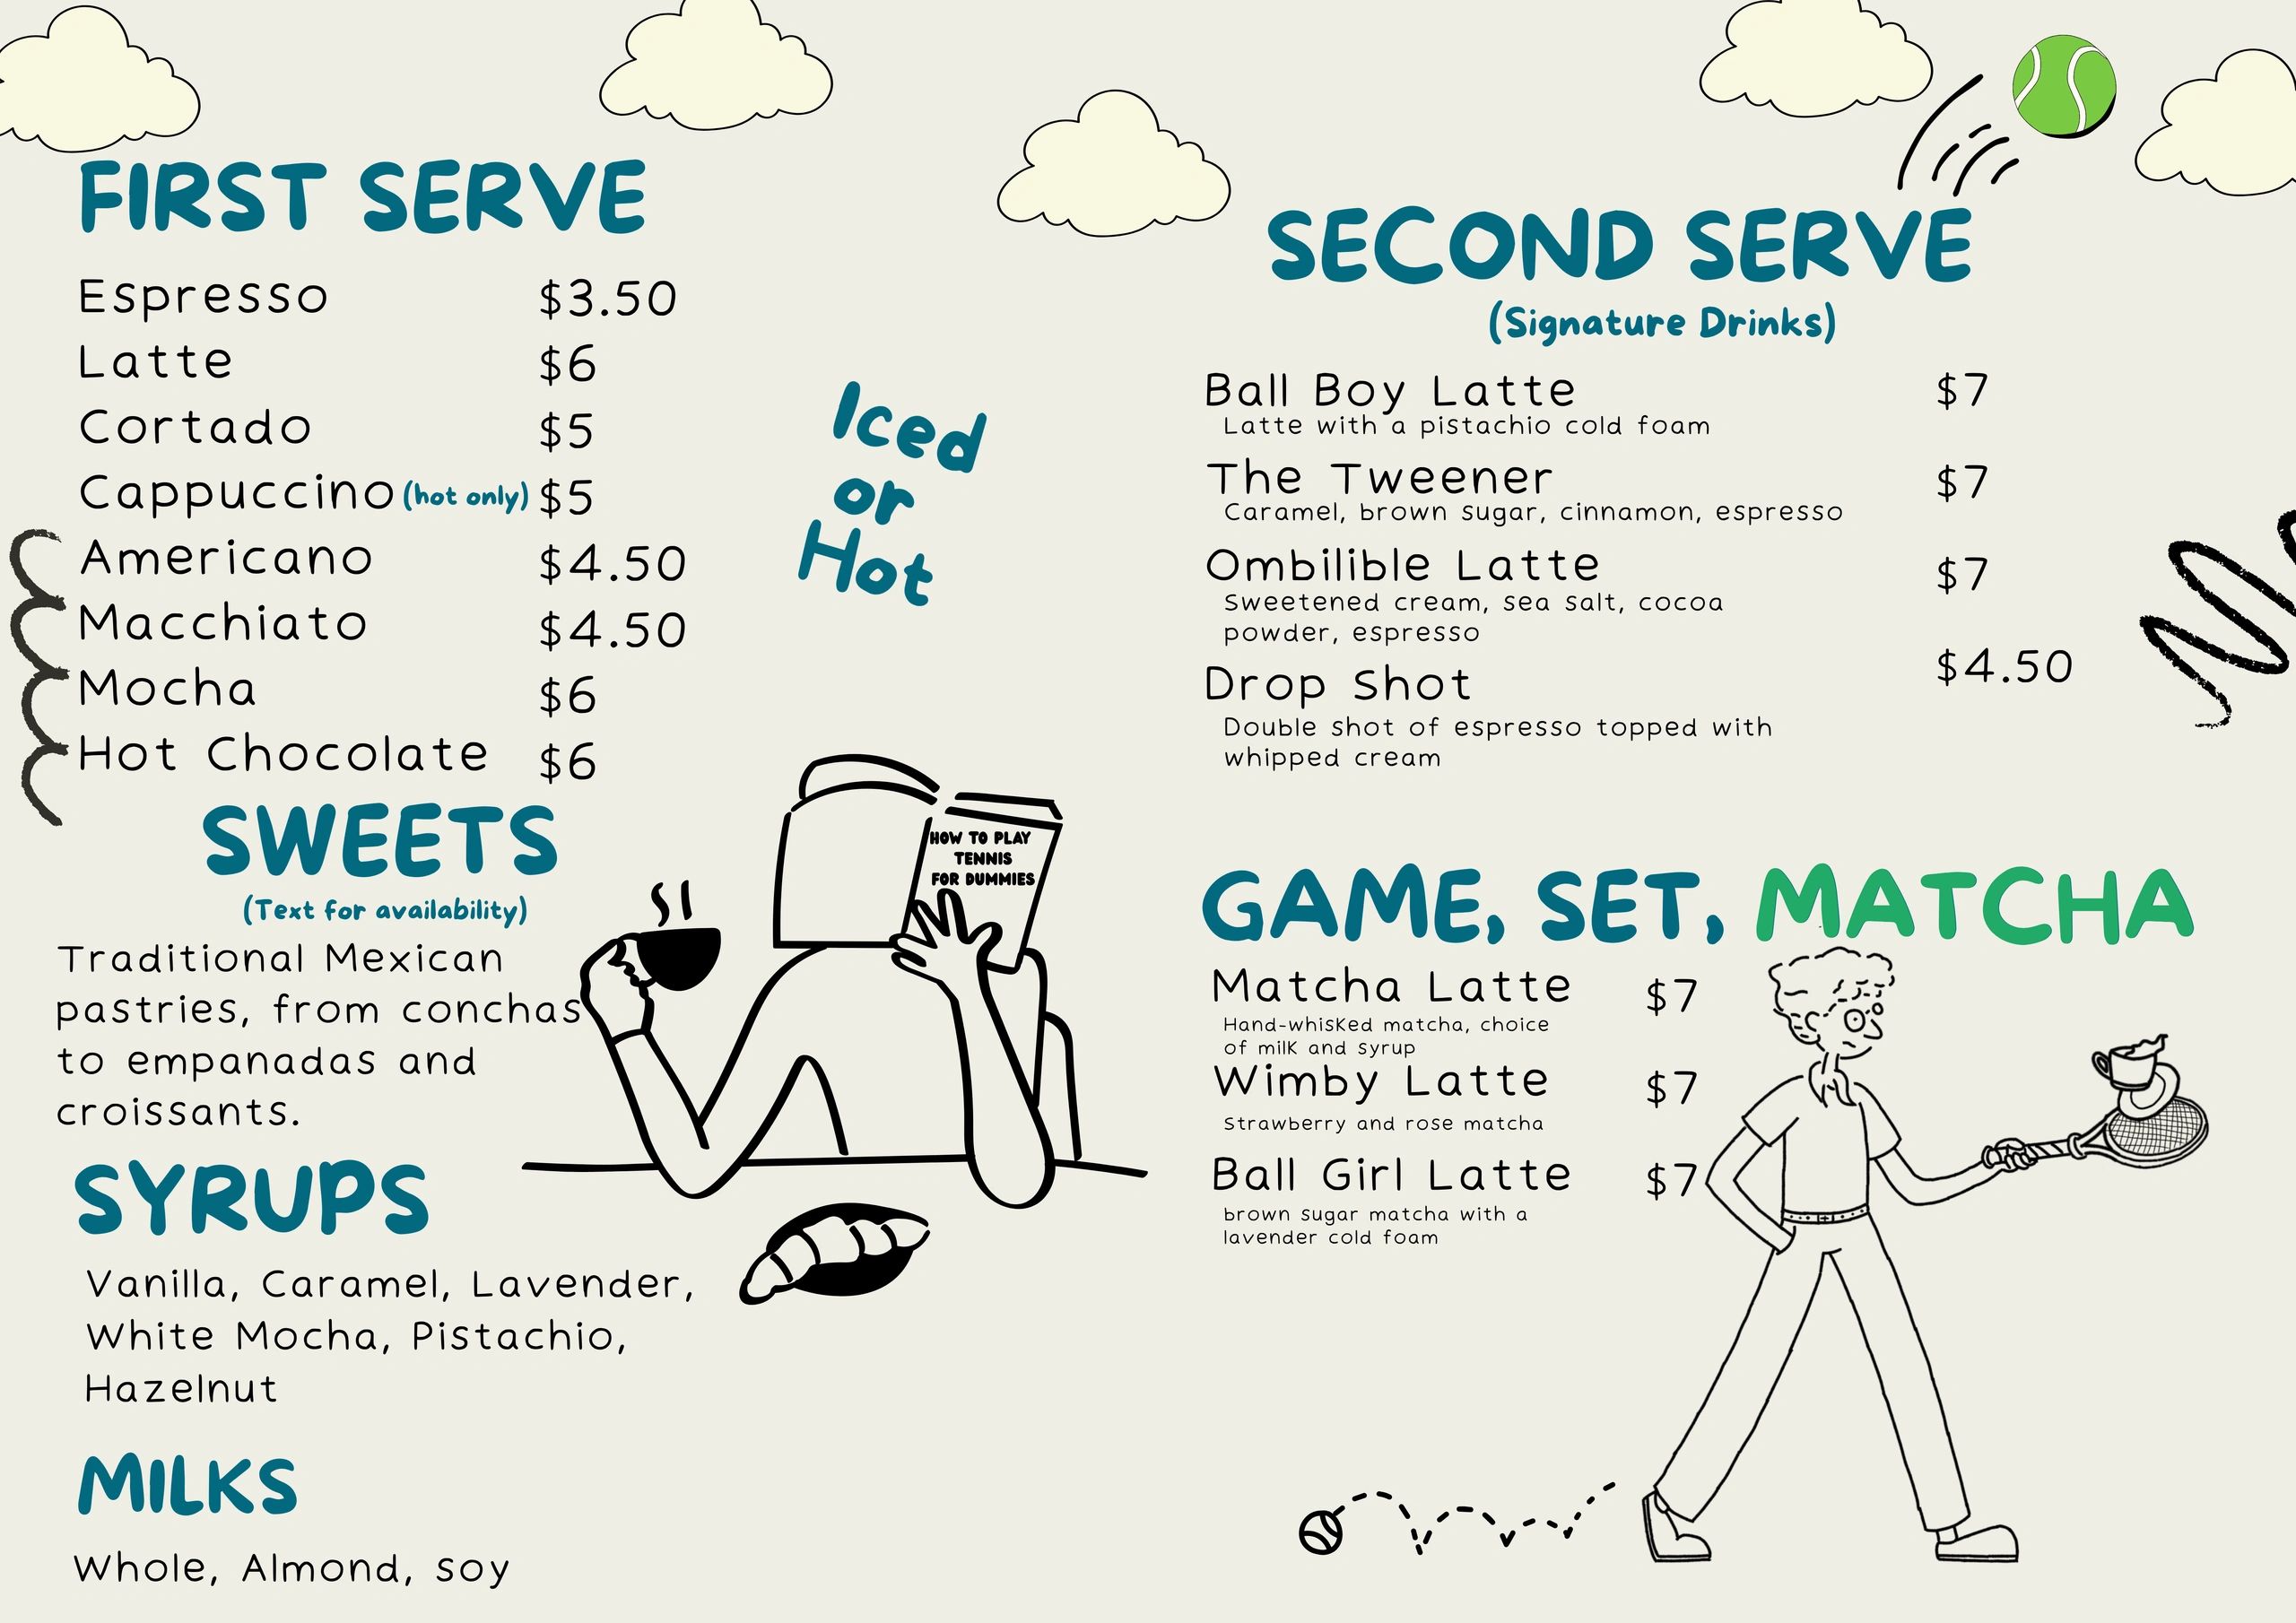 FIRST SERVE
Espresso $3.50
Latte $6
Cortado $5
Cappuccino (hot only) $5
Americano $4.50
Macchiato $4.50
Mocha $6
Hot Chocolate $6
Iced
or
Hot
SWEETS
(Text for availability)
Traditional Mexican
pastries, from conchas
to empanadas and
croissants.
HOW TO PLAY
TENNIS
FOR DUMMIES
SYRUPS
Vanilla, Caramel, Lavender,
White Mocha, Pistachio,
Hazelnut
MILKS
Whole, Almond, soy
SECOND SERVE
(Signature Drinks)
Ball Boy Latte $7
Latte with a pistachio cold foam
The Tweener $7
Caramel, brown sugar, cinnamon, espresso
Ombilible Latte $7
Sweetened cream, sea salt, cocoa
powder, espresso
Drop Shot $4.50
Double shot of espresso topped with
whipped cream
GAME, SET, MATCHA
Matcha Latte $7
Hand-whisked matcha, choice
of milk and syrup
Wimby Latte $7
Strawberry and rose matcha
Ball Girl Latte $7
brown sugar matcha with a
lavender cold foam